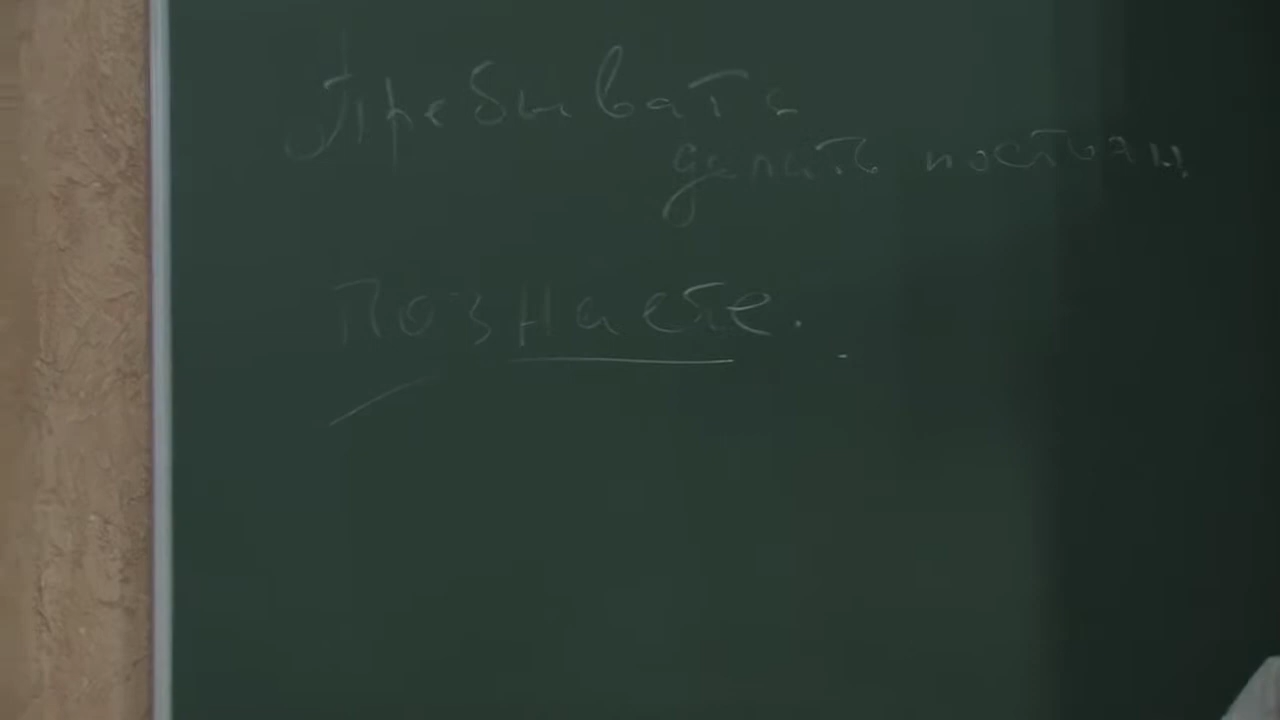 Пребывать
делать постоян.
Познаете.